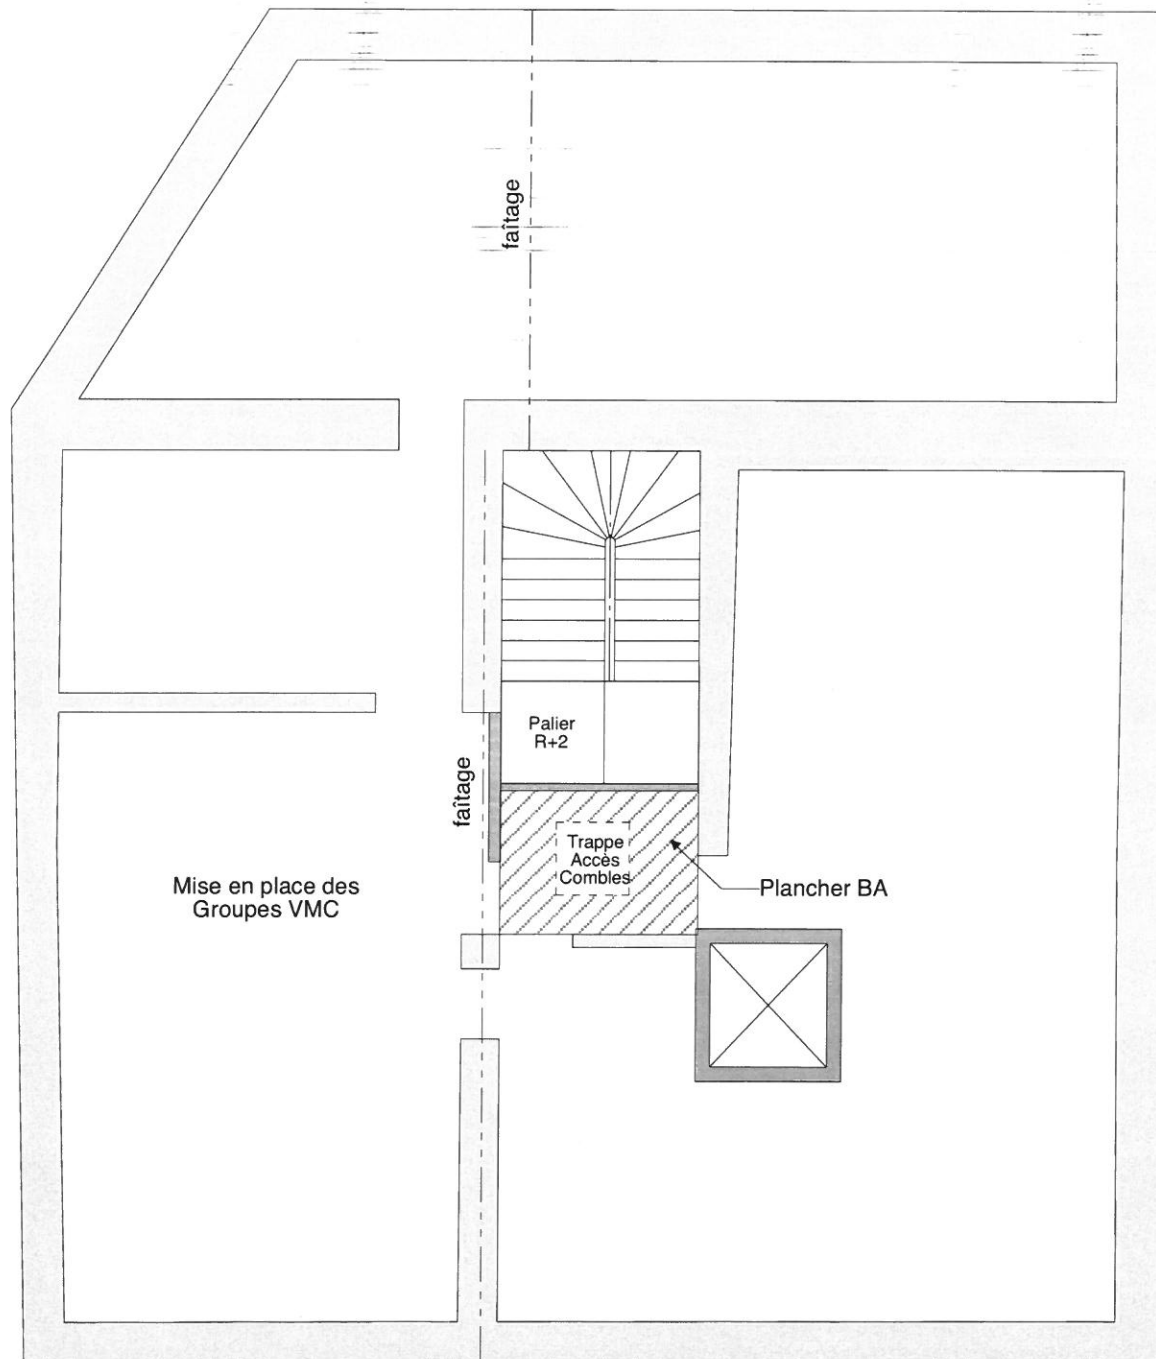 faîtage
Palier
R+2
faîtage
Trappe
Accès
Combles
Plancher BA
Mise en place des
Groupes VMC